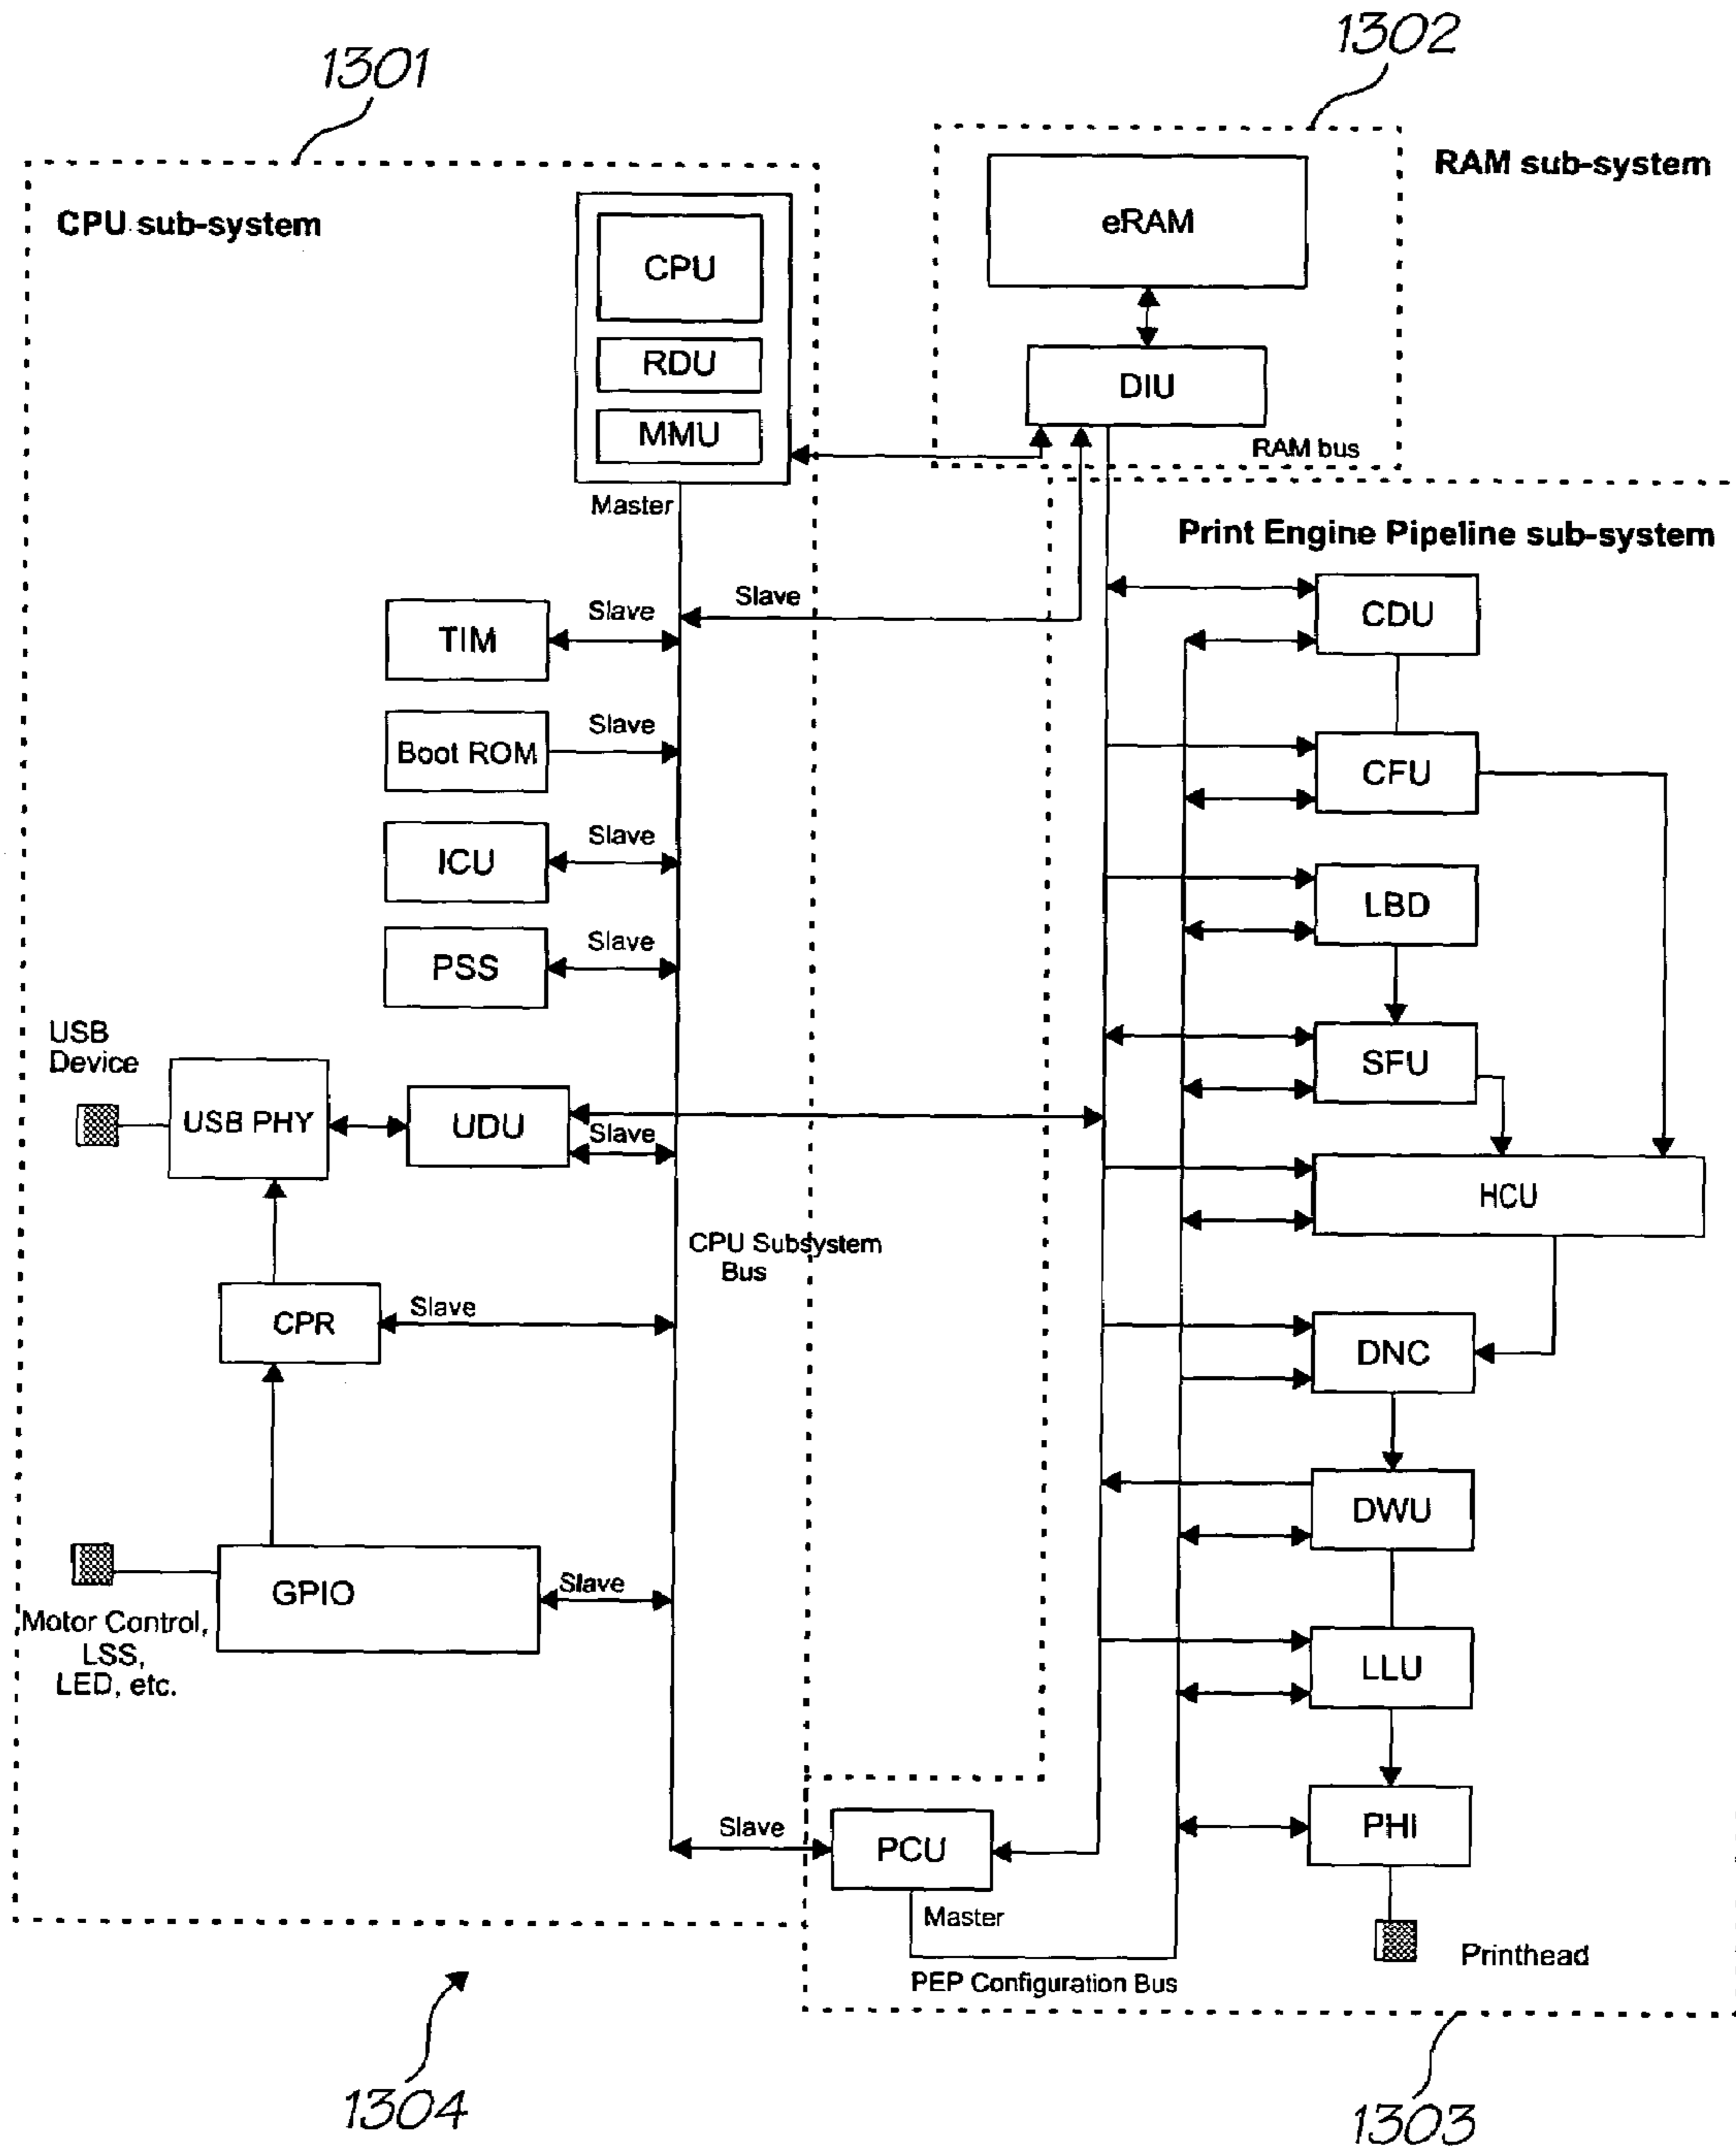 1301
1302
CPU sub-system
CPU
RDU
MMU
Master
RAM sub-system
eRAM
DIU
RAM bus
Print Engine Pipeline sub-system
Slave
TIM
Slave
Boot ROM
Slave
ICU
Slave
PSS
Slave
USB
Device
USB PHY
UDU
Slave
CPU Subsystem
Bus
CPR
Slave
GPIO
Slave
Motor Control,
LSS,
LED, etc.
CDU
CFU
LBD
SFU
HCU
DNC
DWU
LLU
PHI
Slave
PCU
Master
PEP Configuration Bus
Printhead
1304
1303